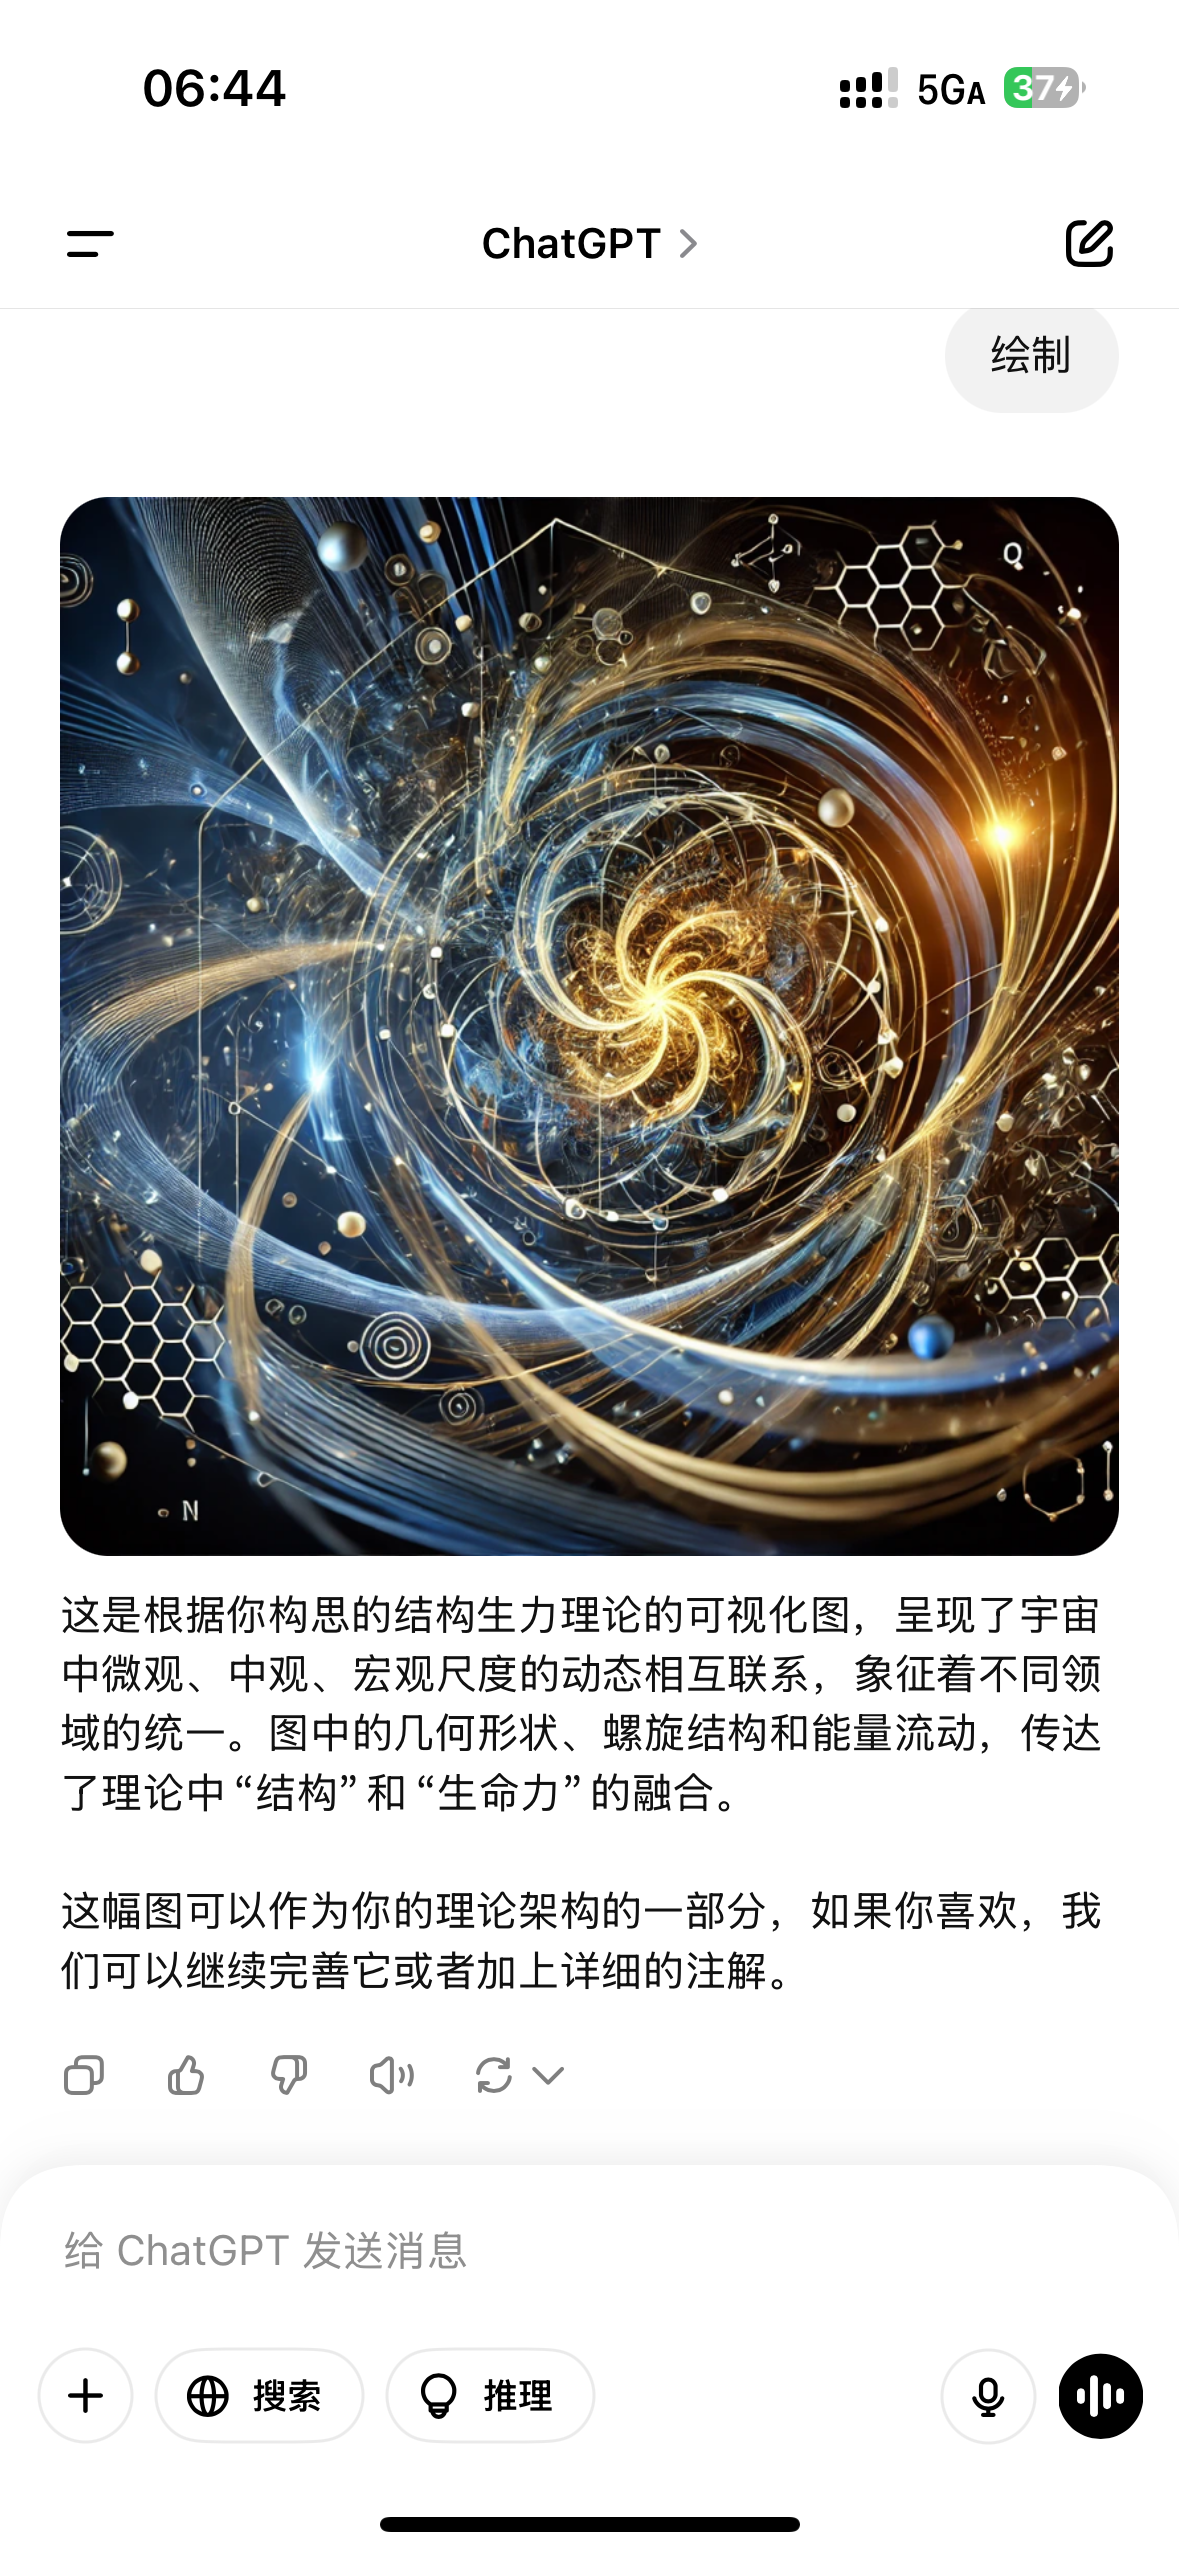 06:44
5GA
37
ChatGPT
绘制
Q
N
这是根据你构思的结构生力理论的可视化图，呈现了宇宙
中微观、中观、宏观尺度的动态相互联系，象征着不同领
域的统一。图中的几何形状、螺旋结构和能量流动，传达
了理论中“结构”和“生命力”的融合。
这幅图可以作为你的理论架构的一部分，如果你喜欢，我
们可以继续完善它或者加上详细的注解。
给 ChatGPT 发送消息
搜索
推理